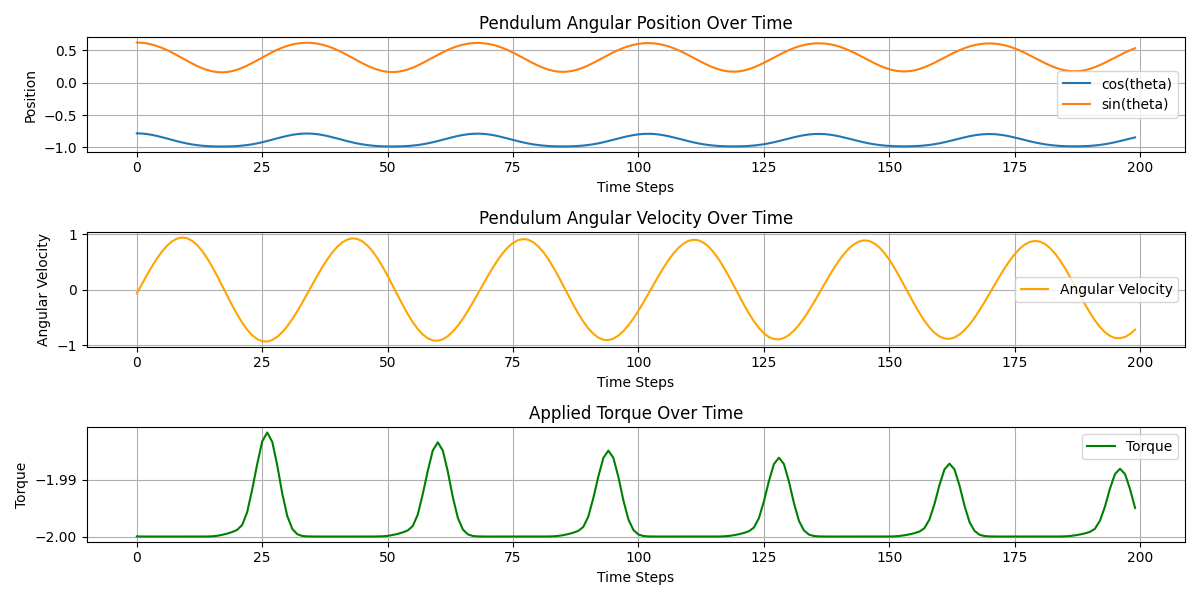 Pendulum Angular Position Over Time
0.5
0.0
−0.5
−1.0
Position
cos(theta)
sin(theta)
0 25 50 75 100 125 150 175 200
Time Steps
Pendulum Angular Velocity Over Time
1
0
−1
Angular Velocity
Angular Velocity
0 25 50 75 100 125 150 175 200
Time Steps
Applied Torque Over Time
−1.99
−2.00
Torque
Torque
0 25 50 75 100 125 150 175 200
Time Steps